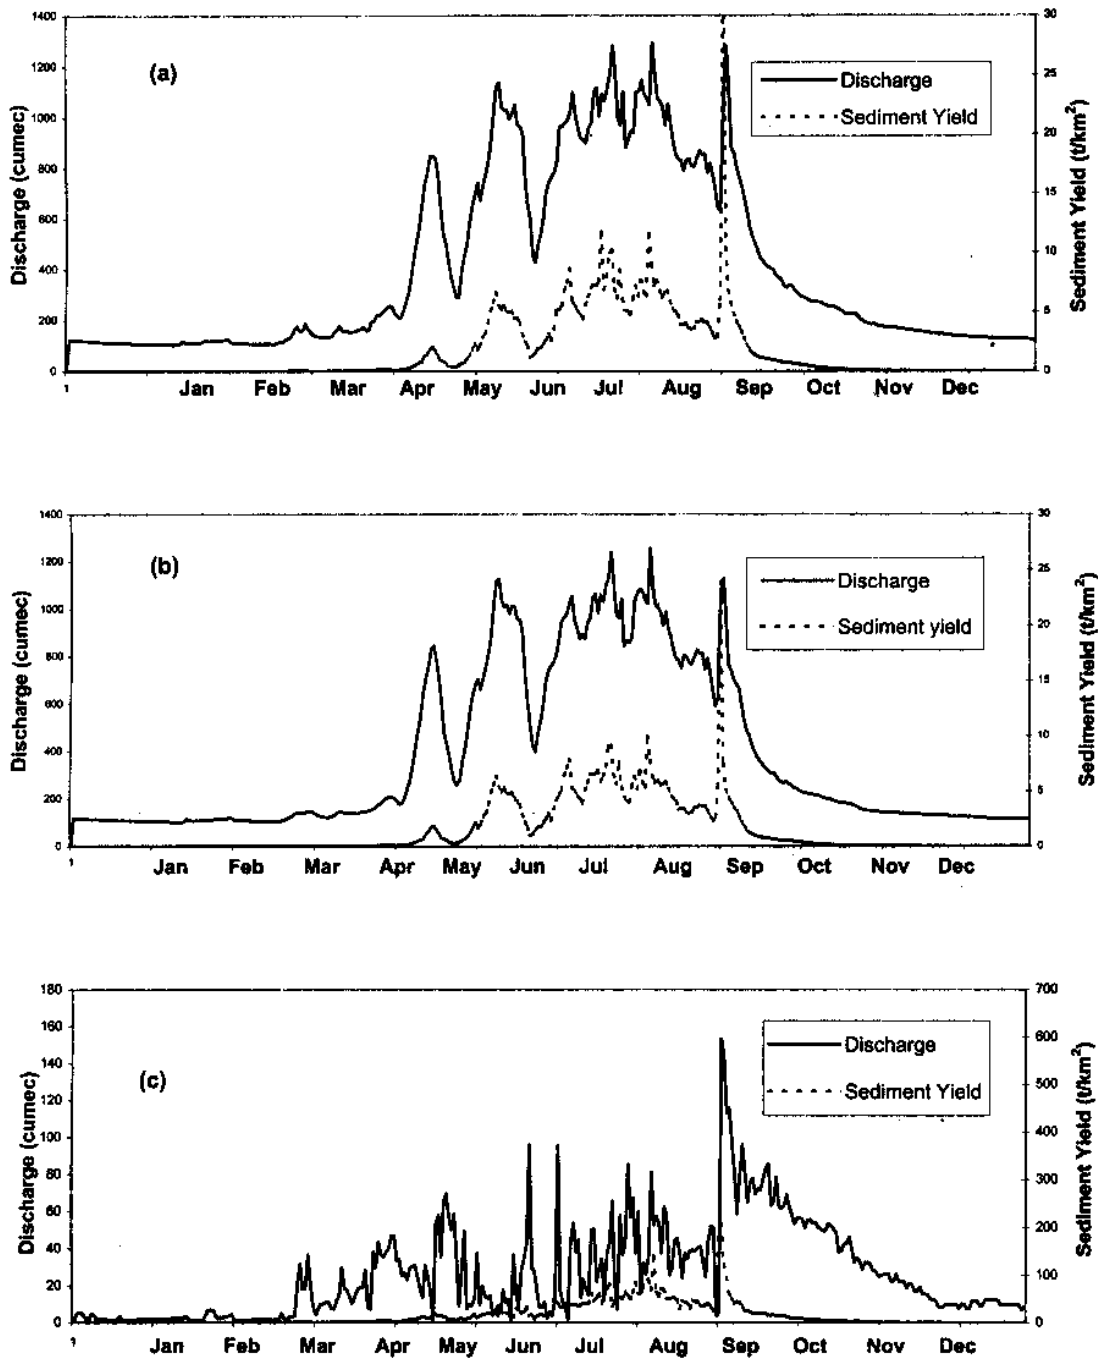 1400
1200
1000
800
600
400
200
0
Discharge (cumec)
(a)
Discharge
Sediment Yield
30
25
20
15
10
5
0
Sediment Yield (t/km²)
1 Jan Feb Mar Apr May Jun Jul Aug Sep Oct Nov Dec
1400
1200
1000
800
600
400
200
0
Discharge (cumec)
(b)
Discharge
Sediment yield
30
25
20
15
10
5
0
Sediment Yield (t/km²)
1 Jan Feb Mar Apr May Jun Jul Aug Sep Oct Nov Dec
180
160
140
120
100
80
60
40
20
0
Discharge (cumec)
(c)
Discharge
Sediment Yield
700
600
500
400
300
200
100
0
Sediment Yield (t/km²)
1 Jan Feb Mar Apr May Jun Jul Aug Sep Oct Nov Dec